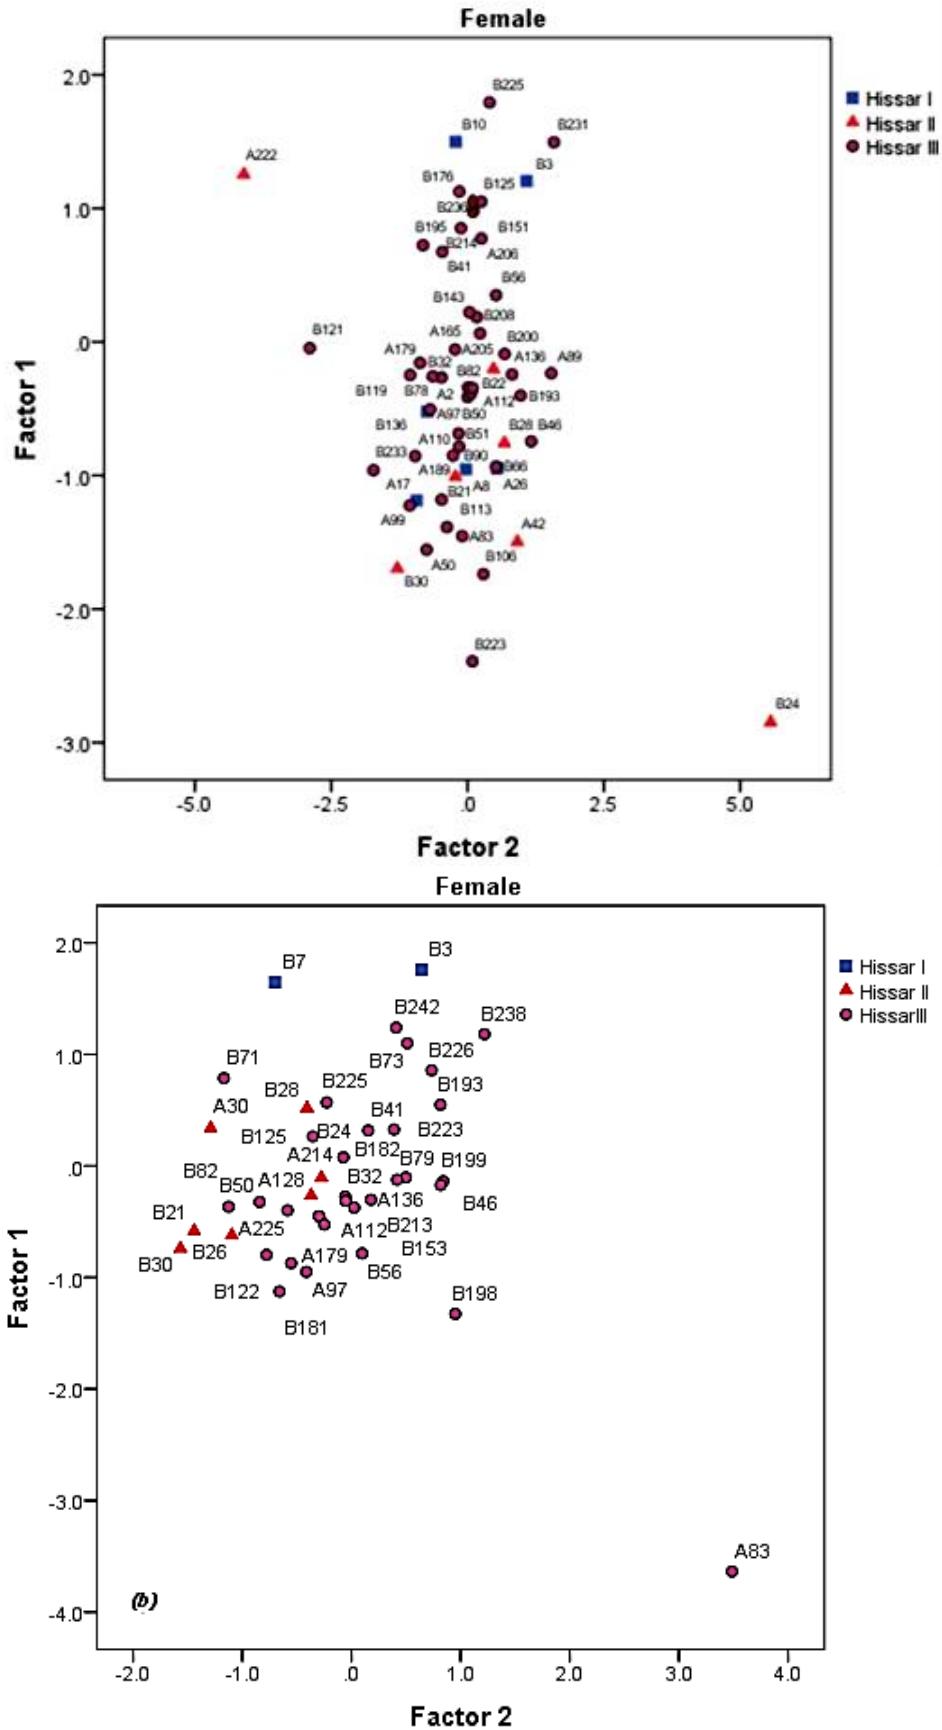 Female
B225
2.0
Hissar I
B10
B231
Hissar II
Hissar III
A222
B3
B176
B125
1.0
B236
B195
B151
B214
A206
B41
B56
B143
B208
B121
A165
B200
.0
A179
A205
A136
A89
B32
B82
B22
B119
B78
A2
A112
B193
A97
B50
B136
B28
B46
A110
B51
B233
B90
B66
A189
-1.0
A17
B21
A8
A26
B113
A99
A42
A83
B106
A50
B30
-2.0
B223
B24
-3.0
Factor 1
-5.0 -2.5 .0 2.5 5.0
Factor 2
Female
2.0
B7
B3
Hissar I
Hissar II
HissarIII
B242
B238
1.0
B71
B73
B226
B28
B225
B193
A30
B41
B125
B24
B223
A214
B182
B79
B199
.0
B82
B50
A128
B32
A136
B46
B21
A225
A112
B213
B30
B26
A179
B153
B56
-1.0
B122
A97
B198
B181
-2.0
-3.0
A83
(b)
-4.0
Factor 1
-2.0 -1.0 .0 1.0 2.0 3.0 4.0
Factor 2